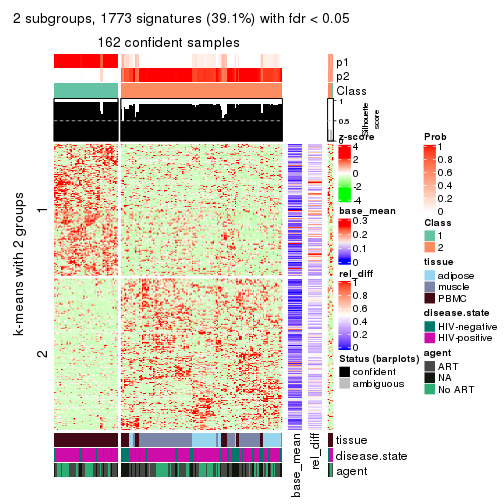 2 subgroups, 1773 signatures (39.1%) with fdr < 0.05
162 confident samples
p1
p2
Class
1
0.5
0
Silhouette
score
k-means with 2 groups
1
2
base_mean
rel_diff
tissue
disease.state
agent
z-score
4
2
0
-2
-4
base_mean
0.3
0.2
0.1
0
rel_diff
1
0.8
0.6
0.4
0.2
0
Status (barplots)
confident
ambiguous
Prob
1
0.8
0.6
0.4
0.2
0
Class
1
2
tissue
adipose
muscle
PBMC
disease.state
HIV-negative
HIV-positive
agent
ART
NA
No ART